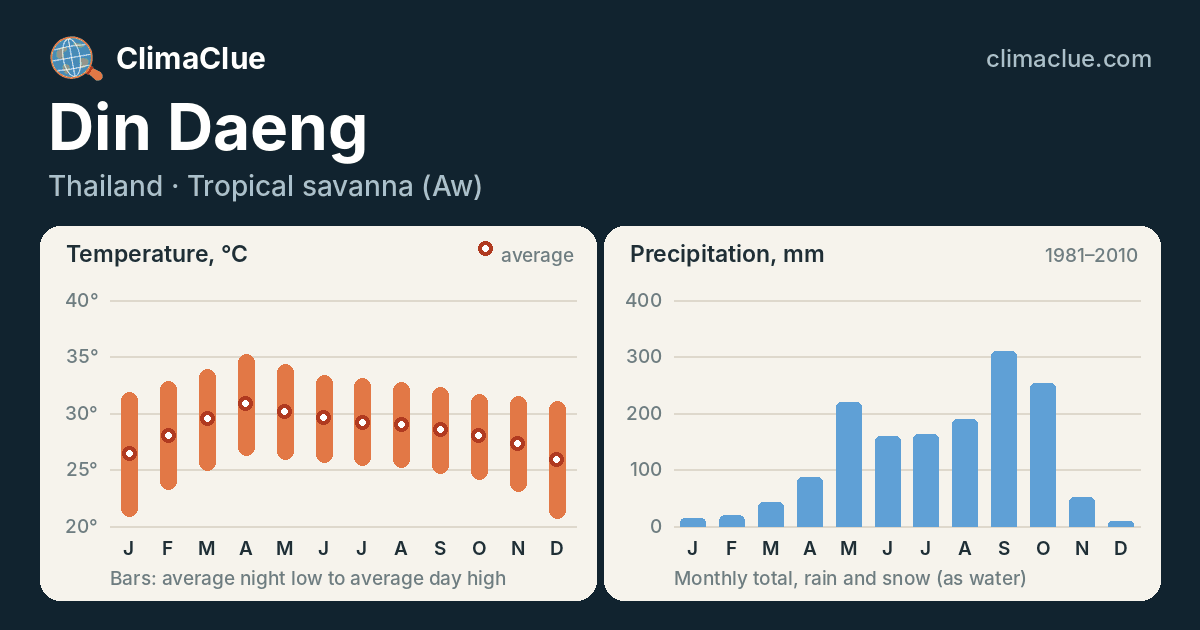 ClimaClue
climaclue.com
Din Daeng
Thailand · Tropical savanna (Aw)
Temperature, °C
average
40°
35°
30°
25°
20°
J F M A M J J A S O N D
Bars: average night low to average day high
Precipitation, mm
1981–2010
400
300
200
100
0
J F M A M J J A S O N D
Monthly total, rain and snow (as water)